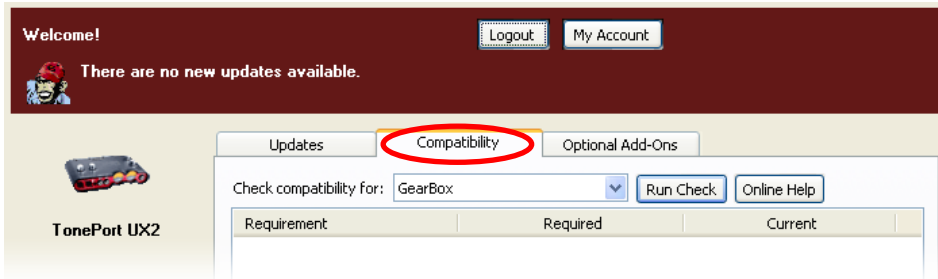 Welcome!
Logout
My Account
There are no new updates available.
Updates
Compatibility
Optional Add-Ons
Check compatibility for:
GearBox
Run Check
Online Help
TonePort UX2
Requirement
Required
Current